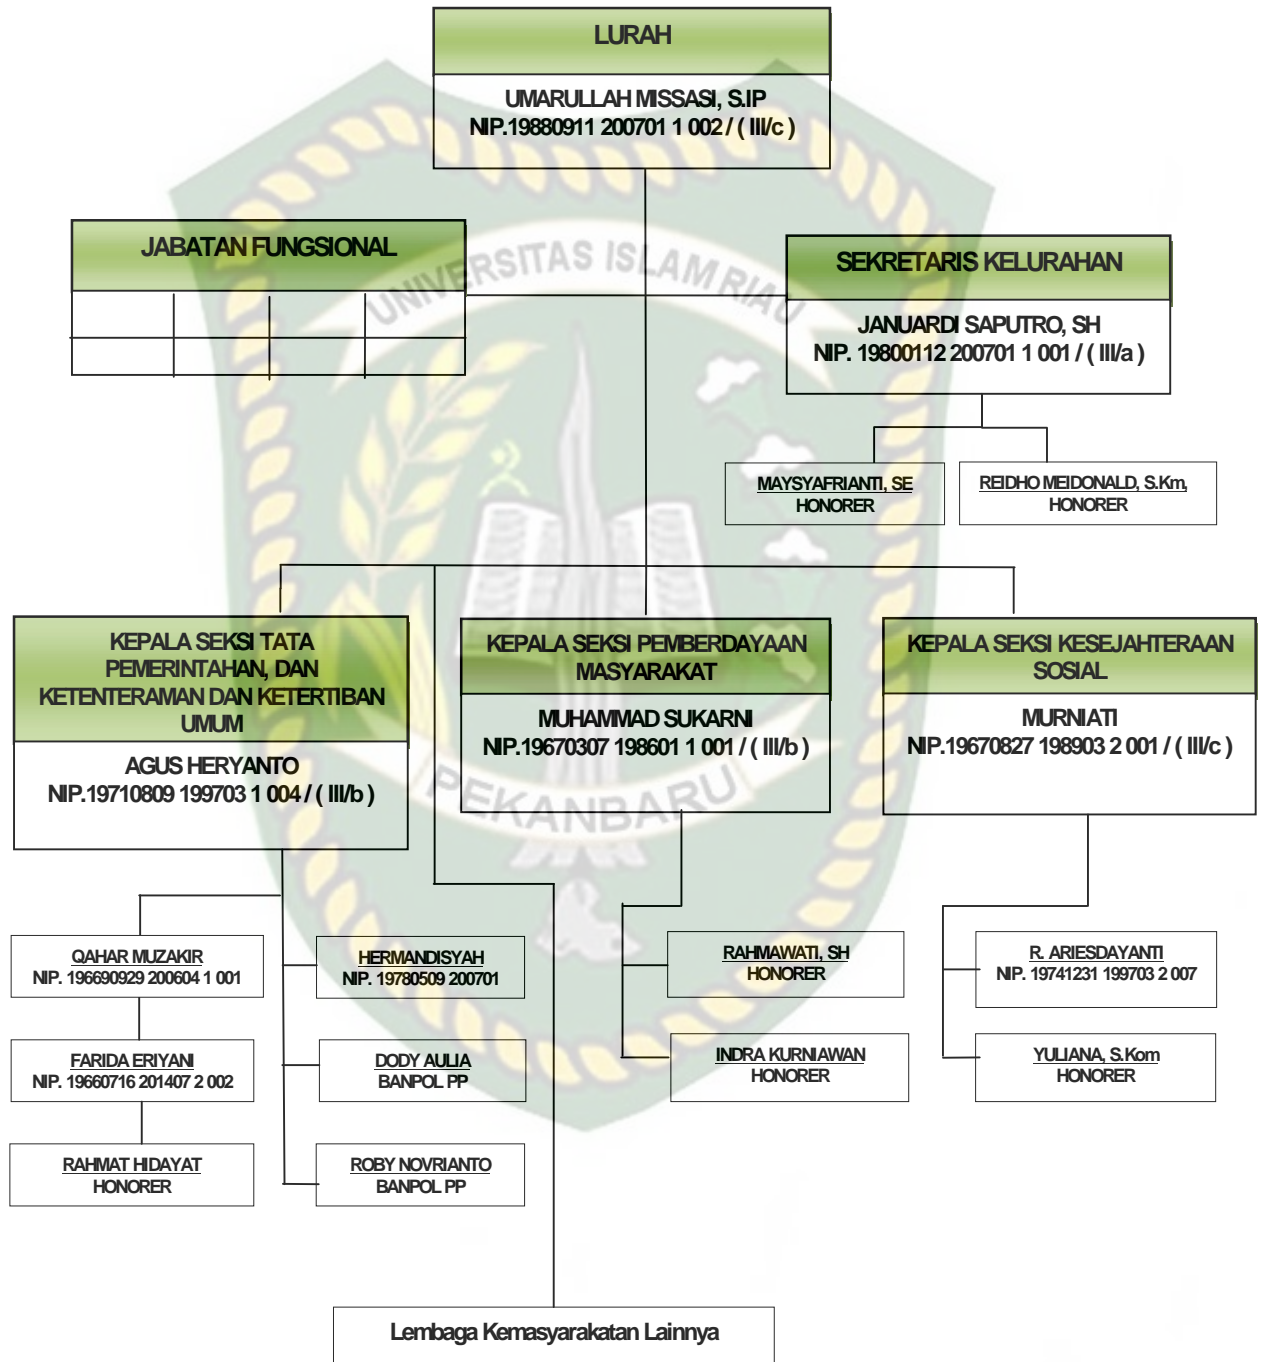 LURAH
UMARULLAH MISSASI, S.IP
NIP.19880911 200701 1 002 / ( III/c )
JABATAN FUNGSIONAL
SEKRETARIS KELURAHAN
JANUARDI SAPUTRO, SH
NIP. 19800112 200701 1 001 / ( III/a )
UNIVERSITAS ISLAM RIAU
MAYSYAFRIANTI, SE
HONORER
REIDHO MEIDONALD, S.Km,
HONORER
KEPALA SEKSI TATA
PEMERINTAHAN, DAN
KETENTERAMAN DAN KETERTIBAN
UMUM
AGUS HERYANTO
NIP.19710809 199703 1 004 / ( III/b )
KEPALA SEKSI PEMBERDAYAAN
MASYARAKAT
MUHAMMAD SUKARNI
NIP.19670307 198601 1 001 / ( III/b )
KEPALA SEKSI KESEJAHTERAAN
SOSIAL
MURNIATI
NIP.19670827 198903 2 001 / ( III/c )
PEKANBARU
QAHAR MUZAKIR
NIP. 196690929 200604 1 001
HERMANDISYAH
NIP. 19780509 200701
RAHMAWATI, SH
HONORER
R. ARIESDAYANTI
NIP. 19741231 199703 2 007
FARIDA ERIYANI
NIP. 19660716 201407 2 002
DODY AULIA
BANPOL PP
INDRA KURNIAWAN
HONORER
YULIANA, S.Kom
HONORER
RAHMAT HIDAYAT
HONORER
ROBY NOVRIANTO
BANPOL PP
Lembaga Kemasyarakatan Lainnya